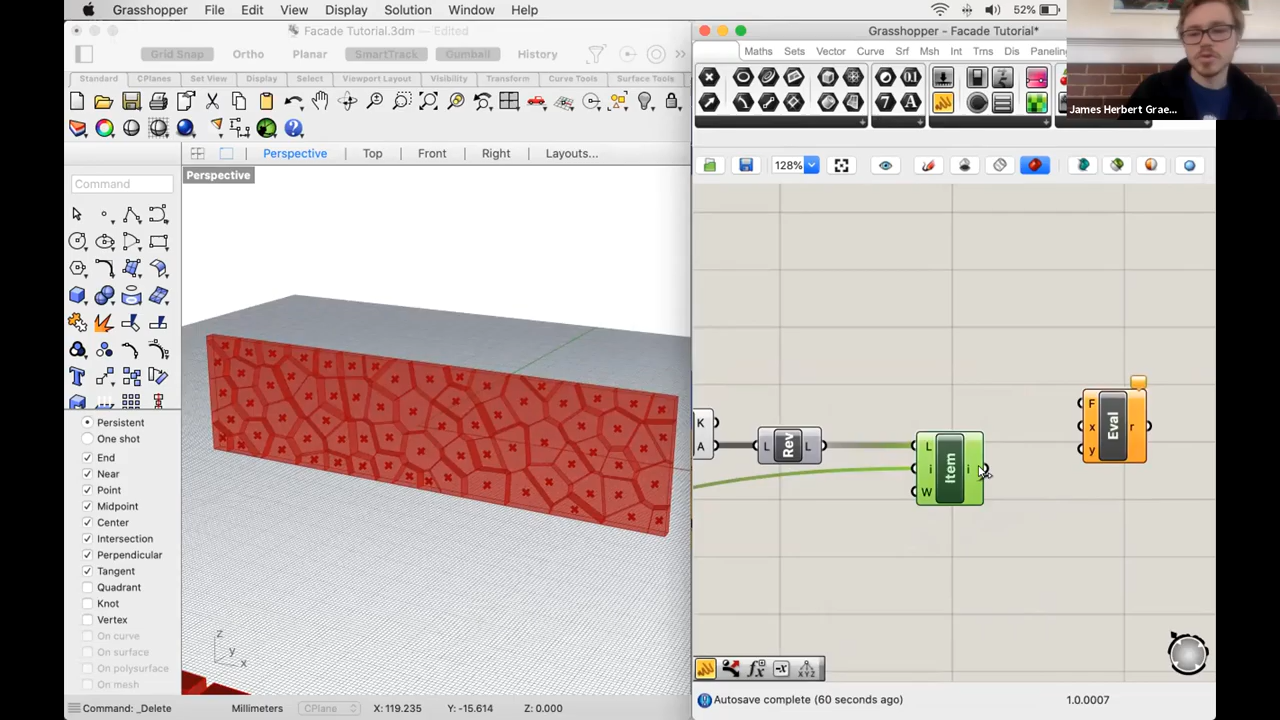 Grasshopper File Edit View Display Solution Window Help 52%
Facade Tutorial.3dm — Edited
Grasshopper - Facade Tutorial*
Grid Snap Ortho Planar SmartTrack Gumball History
Maths Sets Vector Curve Srf Msh Int Trns Dis Paneling
Standard CPlanes Set View Display Select Viewport Layout Visibility Transform Curve Tools Surface Tools
James Herbert Grae...
Perspective Top Front Right Layouts...
128%
Perspective
Command
Persistent
One shot
End
Near
Point
Midpoint
Center
Intersection
Perpendicular
Tangent
Quadrant
Knot
Vertex
On curve
On surface
On polysurface
On mesh
z
y
x
K
A
L Rev L
L
i Item i
W
F
x Eval r
y
Command: _Delete Millimeters CPlane X: 119.235 Y: -15.614 Z: 0.000
Autosave complete (60 seconds ago) 1.0.0007